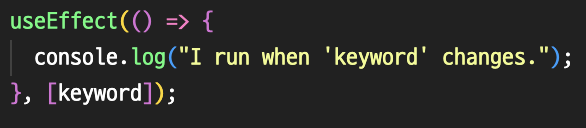 useEffect(() => {
  console.log("I run when 'keyword' changes.");
}, [keyword]);